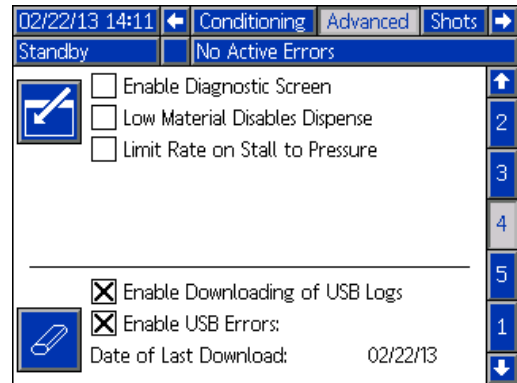 02/22/13 14:11 Conditioning Advanced Shots
Standby No Active Errors
Enable Diagnostic Screen
Low Material Disables Dispense
2
Limit Rate on Stall to Pressure
3
4
5
Enable Downloading of USB Logs
Enable USB Errors:
1
Date of Last Download: 02/22/13